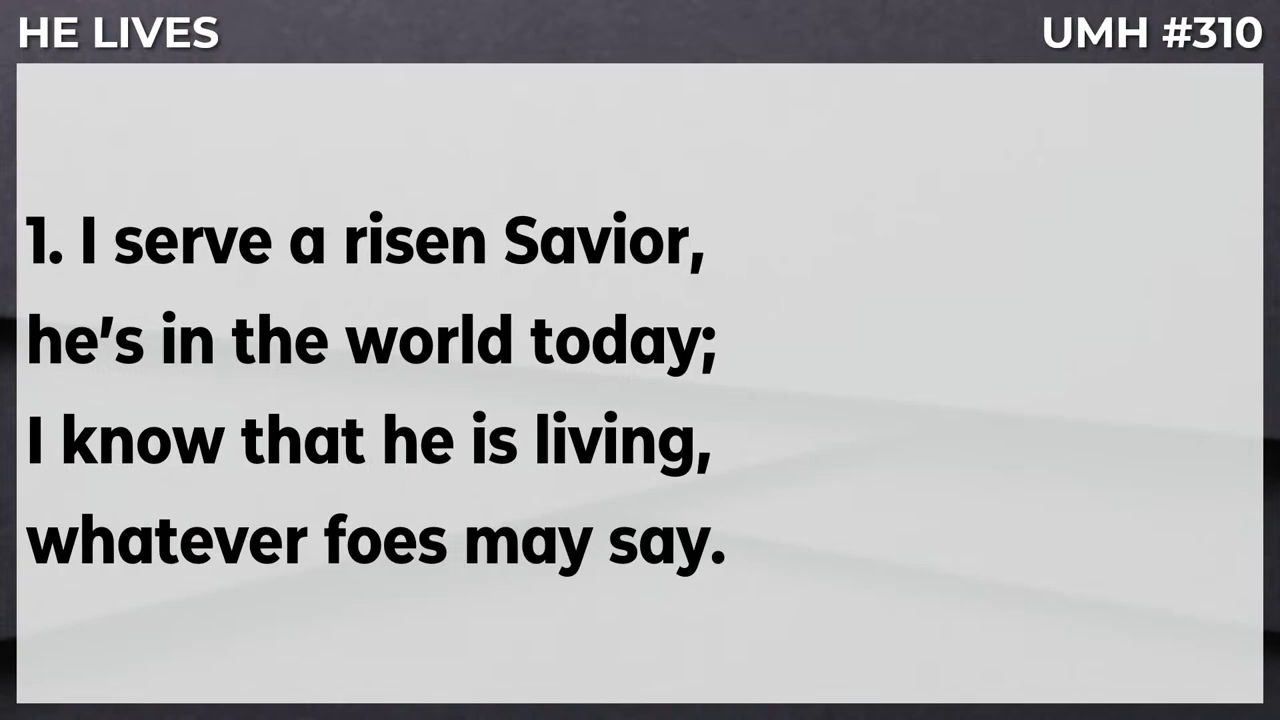 HE LIVES
UMH #310
1. I serve a risen Savior,
he's in the world today;
I know that he is living,
whatever foes may say.